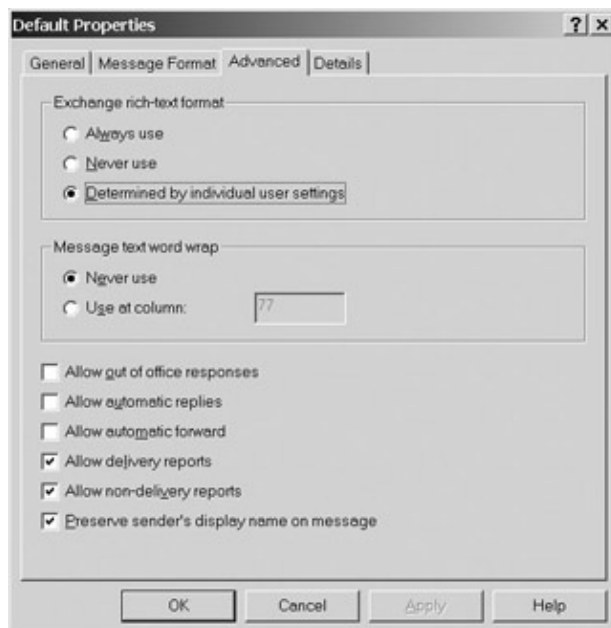 Default Properties
General Message Format Advanced Details
Exchange rich-text format
Always use
Never use
Determined by individual user settings
Message text word wrap
Never use
Use at column: 77
Allow out of office responses
Allow automatic replies
Allow automatic forward
Allow delivery reports
Allow non-delivery reports
Preserve sender's display name on message
OK Cancel Apply Help